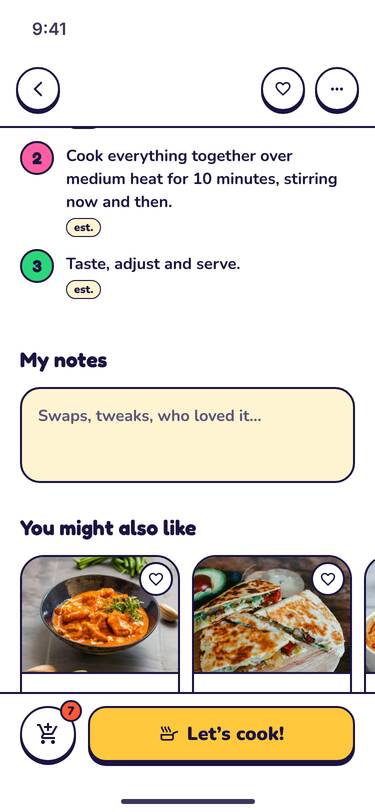 9:41
2
Cook everything together over
medium heat for 10 minutes, stirring
now and then.
est.
3
Taste, adjust and serve.
est.
My notes
Swaps, tweaks, who loved it...
You might also like
7
Let's cook!